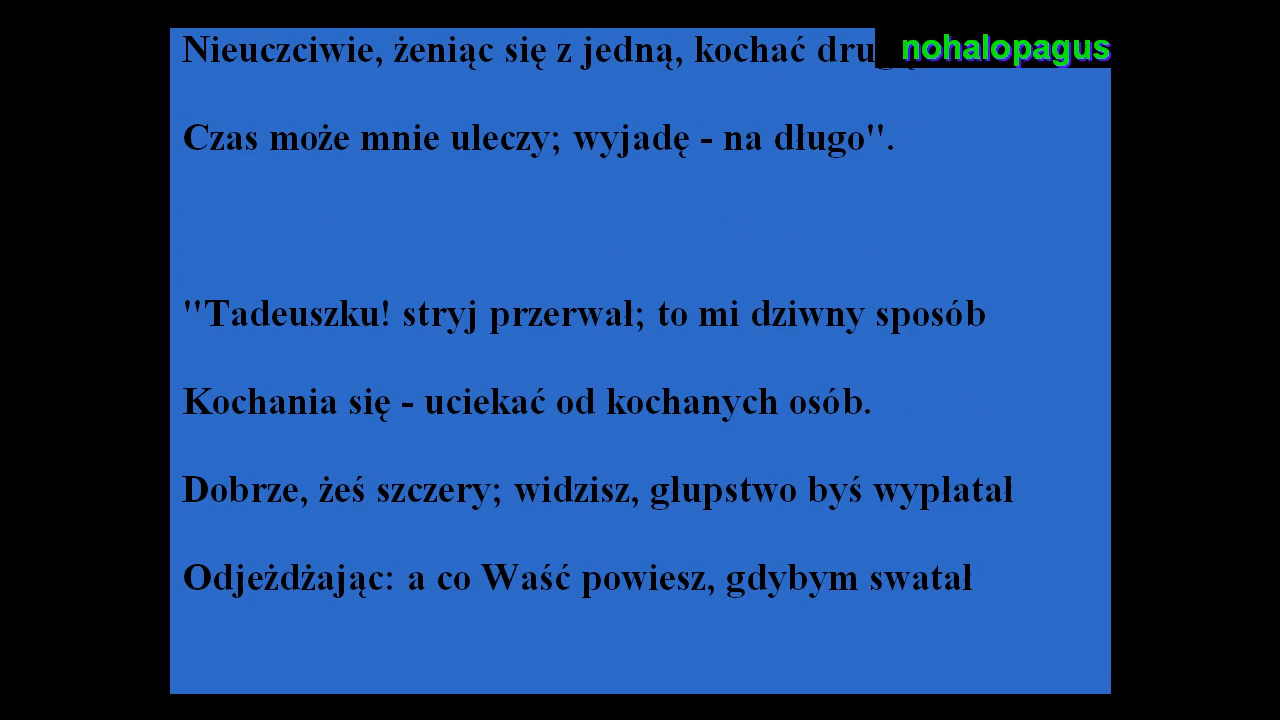 Nieuczciwie, żeniąc się z jedną, kochać
nohalopagus
Czas może mnie uleczy; wyjadę - na długo".
"Tadeuszku! stryj przerwał; to mi dziwny sposób
Kochania się - uciekać od kochanych osób.
Dobrze, żeś szczery; widzisz, głupstwo byś wypłatał
Odjeżdżając: a co Waść powiesz, gdybym swatał